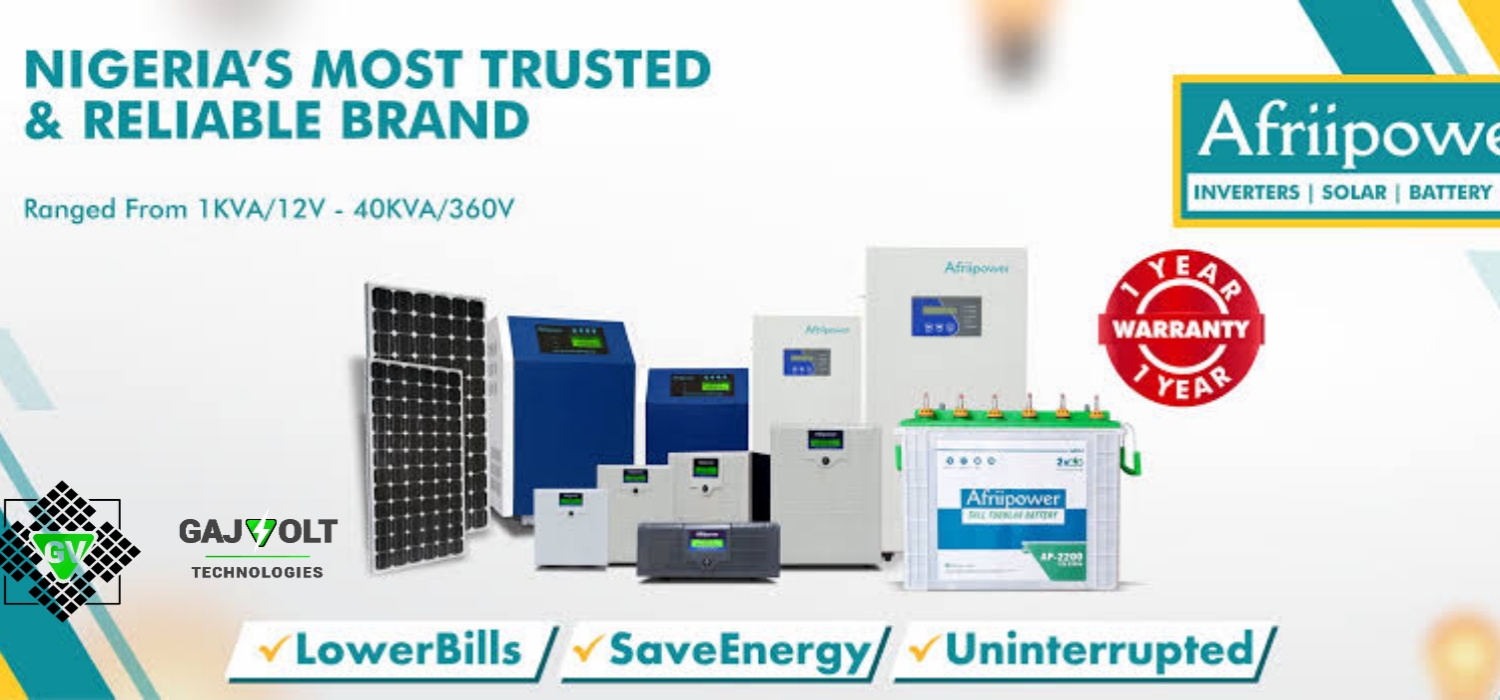 NIGERIA'S MOST TRUSTED
& RELIABLE BRAND
Ranged From 1KVA/12V - 40KVA/360V
Afriipowe
INVERTERS | SOLAR | BATTERY
Afriipower
Afriipower
1 YEAR
WARRANTY
1 YEAR
Afriipower
AP-2200
GV
GAJVOLT
TECHNOLOGIES
LowerBills
SaveEnergy
Uninterrupted